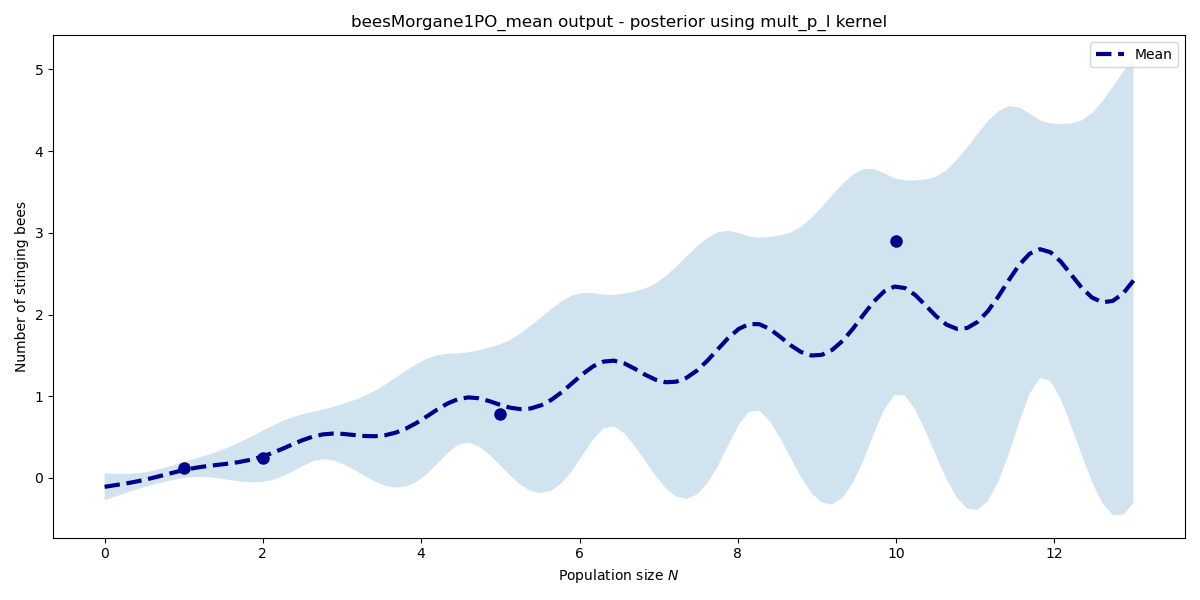 beesMorgane1PO_mean output - posterior using mult_p_l kernel
Mean
Number of stinging bees
5
4
3
2
1
0
0 2 4 6 8 10 12
Population size N